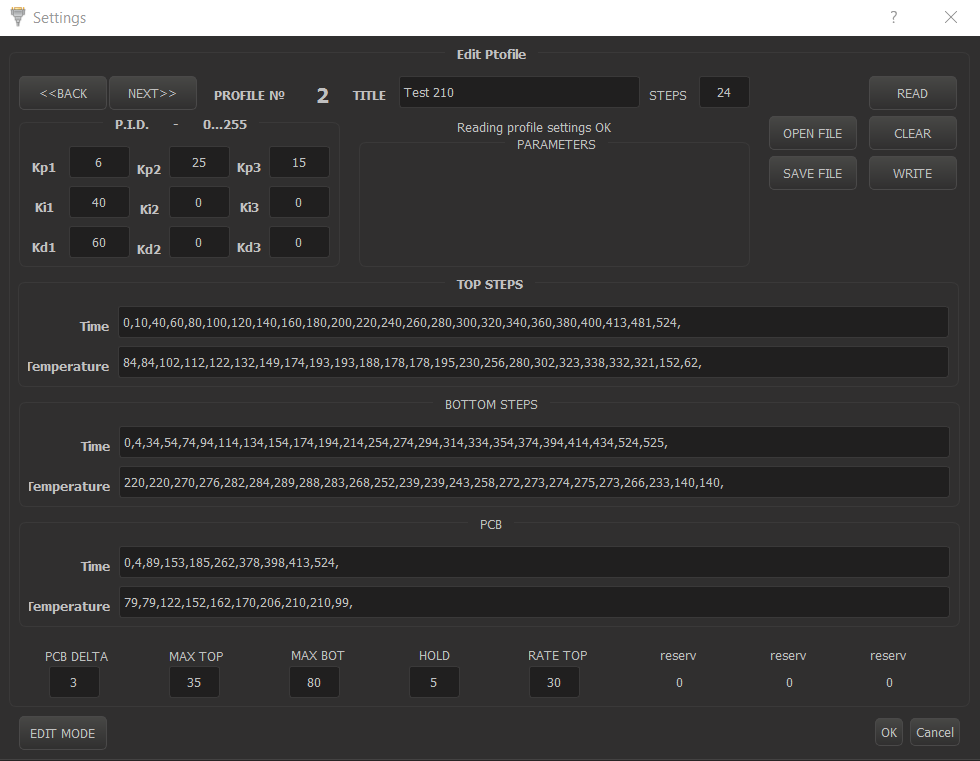 Settings
?
Edit Ptofile
<<BACK NEXT>> PROFILE № 2 TITLE Test 210 STEPS 24 READ
P.I.D. - 0...255
Reading profile settings OK
OPEN FILE CLEAR
PARAMETERS
Kp1 6 Kp2 25 Kp3 15
SAVE FILE WRITE
Ki1 40 Ki2 0 Ki3 0
Kd1 60 Kd2 0 Kd3 0
TOP STEPS
Time 0,10,40,60,80,100,120,140,160,180,200,220,240,260,280,300,320,340,360,380,400,413,481,524,
Temperature 84,84,102,112,122,132,149,174,193,193,188,178,178,195,230,256,280,302,323,338,332,321,152,62,
BOTTOM STEPS
Time 0,4,34,54,74,94,114,134,154,174,194,214,254,274,294,314,334,354,374,394,414,434,524,525,
Temperature 220,220,270,276,282,284,289,288,283,268,252,239,239,243,258,272,273,274,275,273,266,233,140,140,
PCB
Time 0,4,89,153,185,262,378,398,413,524,
Temperature 79,79,122,152,162,170,206,210,210,99,
PCB DELTA MAX TOP MAX BOT HOLD RATE TOP reserv reserv reserv
3 35 80 5 30 0 0 0
EDIT MODE OK Cancel